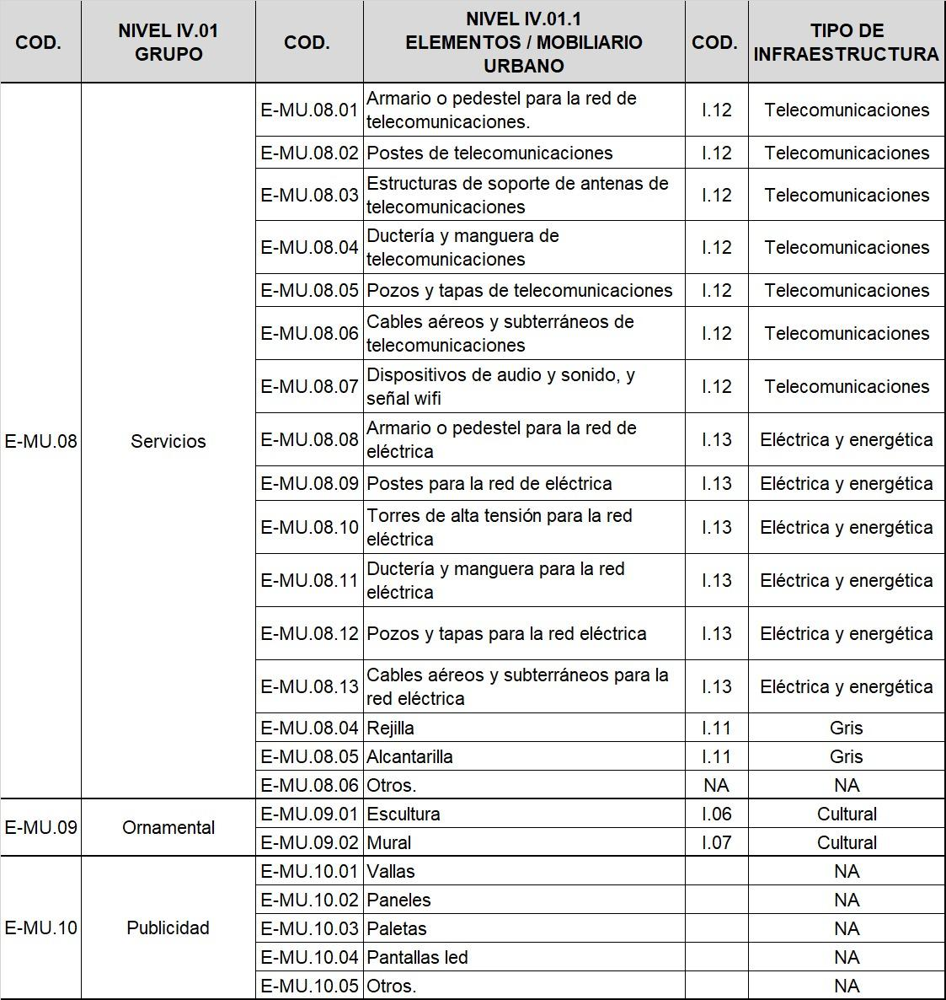 COD.
NIVEL IV.01
GRUPO
COD.
NIVEL IV.01.1
ELEMENTOS / MOBILIARIO
URBANO
COD.
TIPO DE
INFRAESTRUCTURA
E-MU.08
Servicios
E-MU.08.01
Armario o pedestel para la red de
telecomunicaciones.
I.12
Telecomunicaciones
E-MU.08.02 Postes de telecomunicaciones I.12 Telecomunicaciones
E-MU.08.03
Estructuras de soporte de antenas de
telecomunicaciones
I.12
Telecomunicaciones
E-MU.08.04
Ductería y manguera de
telecomunicaciones
I.12
Telecomunicaciones
E-MU.08.05 Pozos y tapas de telecomunicaciones I.12 Telecomunicaciones
E-MU.08.06
Cables aéreos y subterráneos de
telecomunicaciones
I.12
Telecomunicaciones
E-MU.08.07
Dispositivos de audio y sonido, y
señal wifi
I.12
Telecomunicaciones
E-MU.08.08
Armario o pedestel para la red de
eléctrica
I.13
Eléctrica y energética
E-MU.08.09 Postes para la red de eléctrica I.13 Eléctrica y energética
E-MU.08.10
Torres de alta tensión para la red
eléctrica
I.13
Eléctrica y energética
E-MU.08.11
Ductería y manguera para la red
eléctrica
I.13
Eléctrica y energética
E-MU.08.12 Pozos y tapas para la red eléctrica I.13 Eléctrica y energética
E-MU.08.13
Cables aéreos y subterráneos para la
red eléctrica
I.13
Eléctrica y energética
E-MU.08.04 Rejilla I.11 Gris
E-MU.08.05 Alcantarilla I.11 Gris
E-MU.08.06 Otros. NA NA
E-MU.09
Ornamental
E-MU.09.01 Escultura I.06 Cultural
E-MU.09.02 Mural I.07 Cultural
E-MU.10
Publicidad
E-MU.10.01 Vallas NA
E-MU.10.02 Paneles NA
E-MU.10.03 Paletas NA
E-MU.10.04 Pantallas led NA
E-MU.10.05 Otros. NA